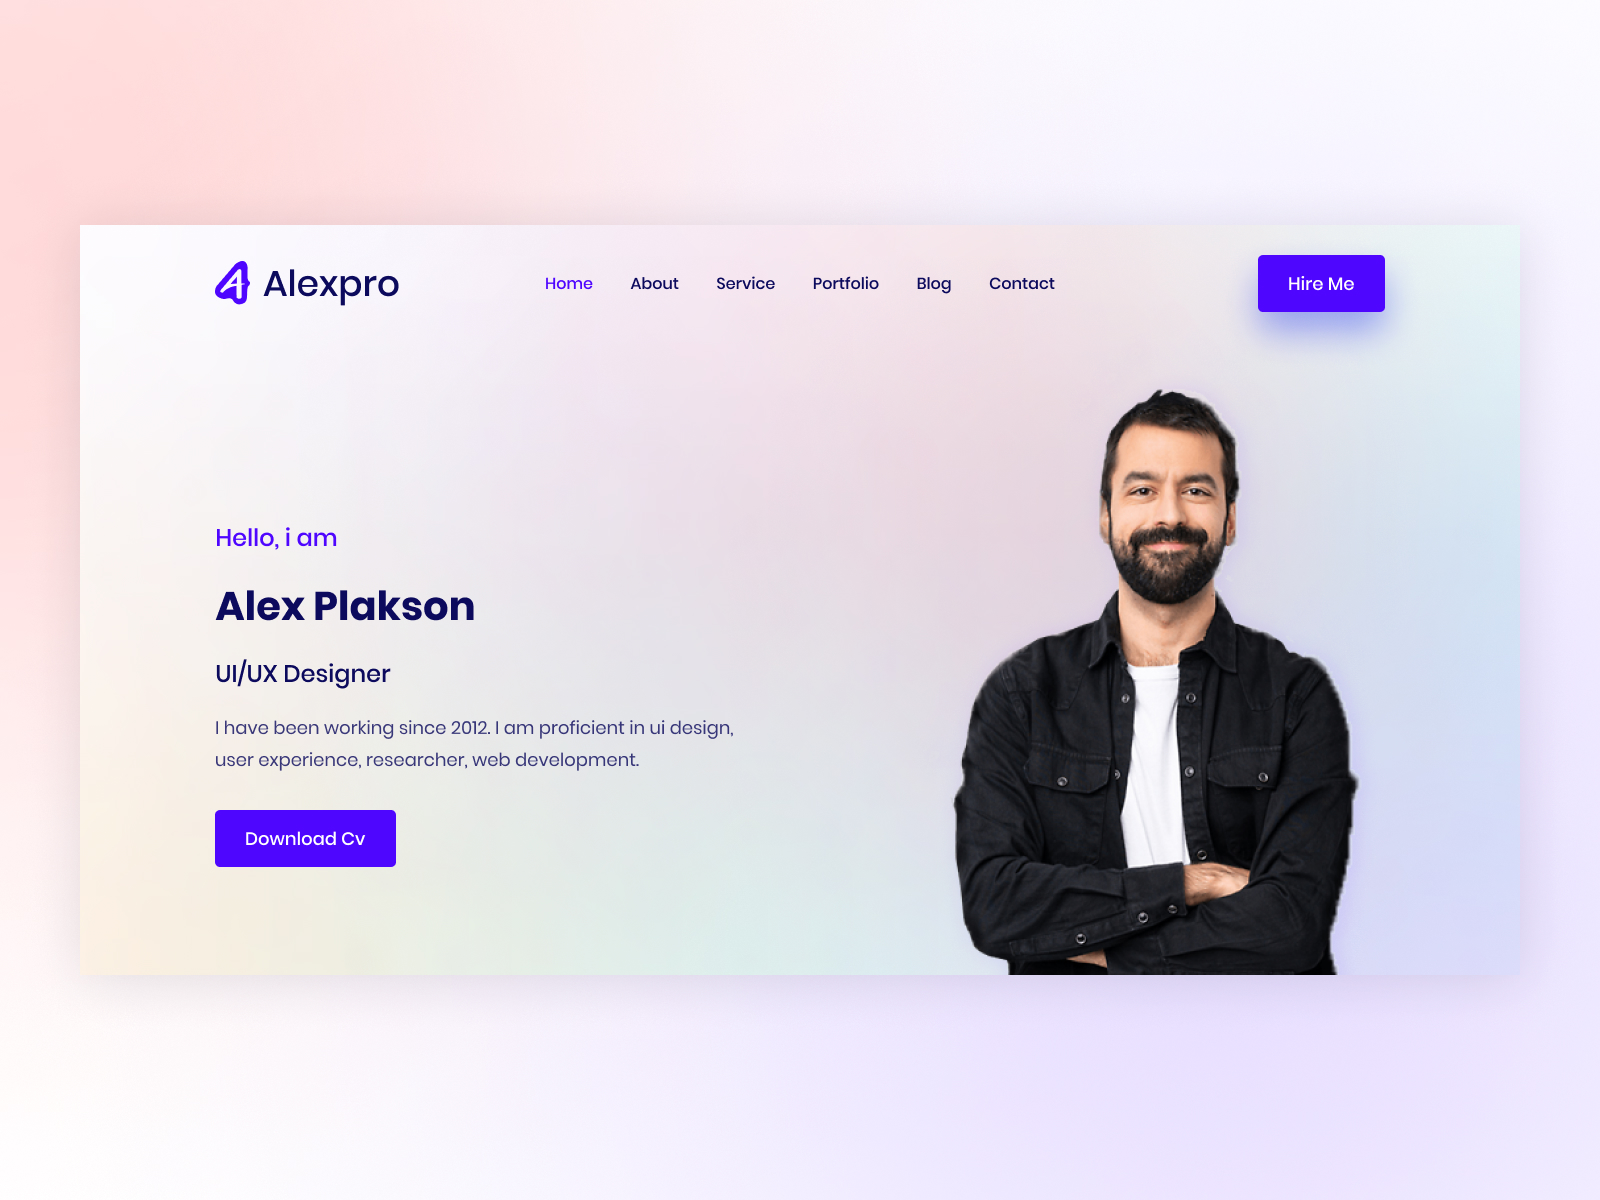 Alexpro
Home About Service Portfolio Blog Contact
Hire Me
Hello, i am
Alex Plakson
UI/UX Designer
I have been working since 2012. I am proficient in ui design,
user experience, researcher, web development.
Download Cv